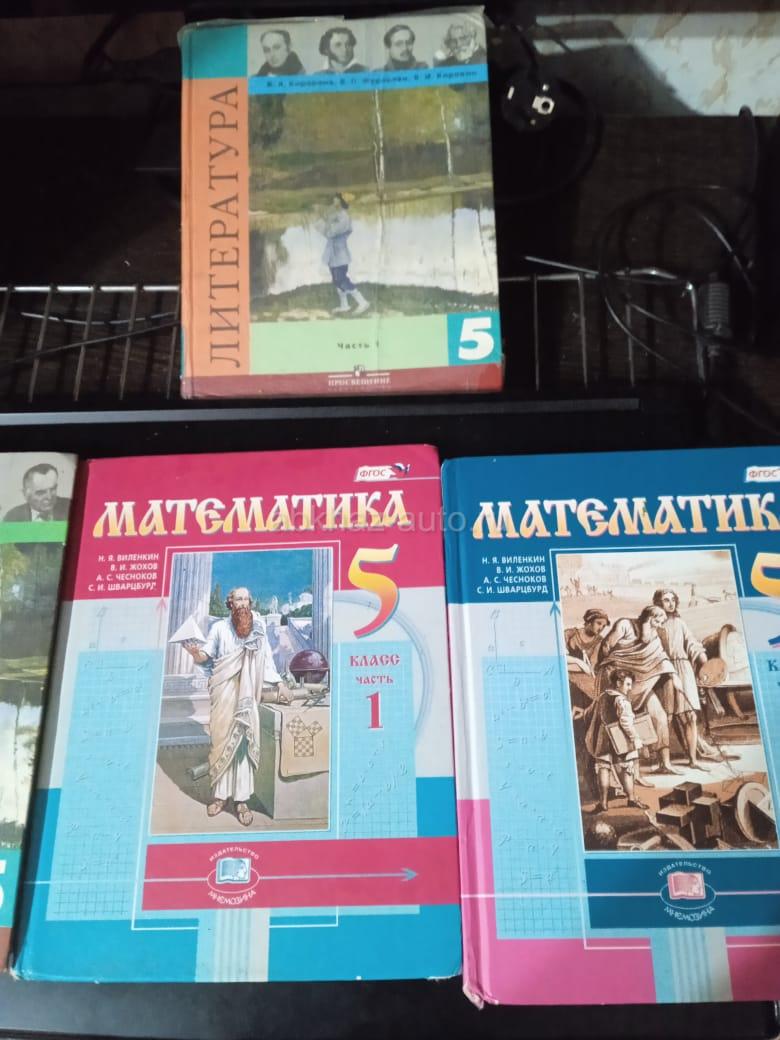 В. Я. Коровина, В. П. Журавлев, В. И. Коровин
ЛИТЕРАТУРА
Часть 1
5
ПРОСВЕЩЕНИЕ
ФГОС
МАТЕМАТИКА
Н. Я. ВИЛЕНКИН
В. И. ЖОХОВ
А. С. ЧЕСНОКОВ
С. И. ШВАРЦБУРД
5
КЛАСС
ЧАСТЬ
1
ИЗДАТЕЛЬСТВО
МНЕМОЗИНА
ФГОС
МАТЕМАТИК
Н. Я. ВИЛЕНКИН
В. И. ЖОХОВ
А. С. ЧЕСНОКОВ
С. И. ШВАРЦБУРД
5
К
ИЗДАТЕЛЬСТВО
МНЕМОЗИНА